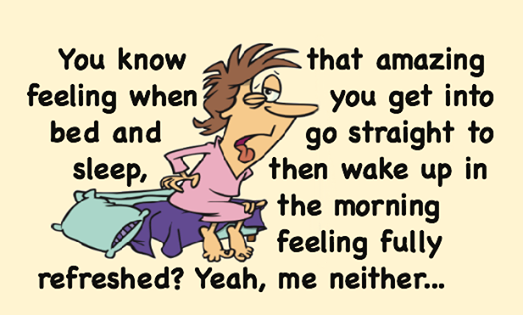 You know that amazing
feeling when you get into
bed and go straight to
sleep, then wake up in
the morning
feeling fully
refreshed? Yeah, me neither...